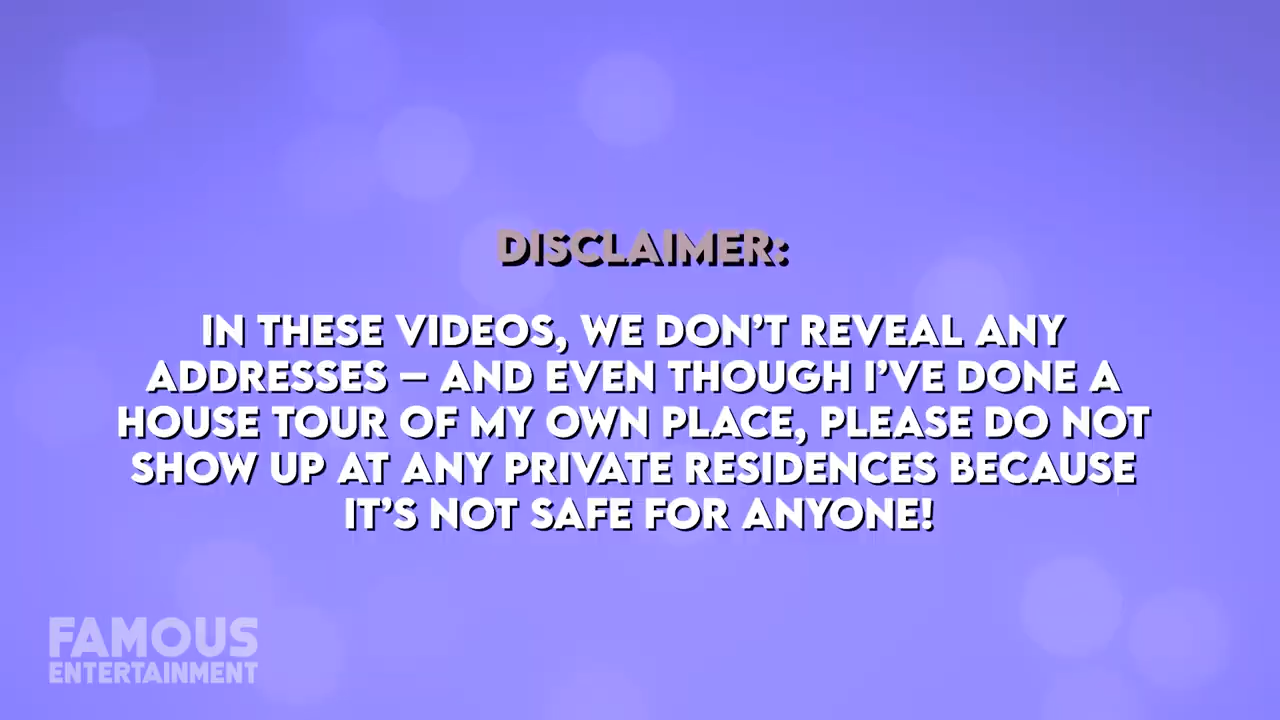 DISCLAIMER:
IN THESE VIDEOS, WE DON'T REVEAL ANY
ADDRESSES – AND EVEN THOUGH I'VE DONE A
HOUSE TOUR OF MY OWN PLACE, PLEASE DO NOT
SHOW UP AT ANY PRIVATE RESIDENCES BECAUSE
IT'S NOT SAFE FOR ANYONE!
FAMOUS
ENTERTAINMENT